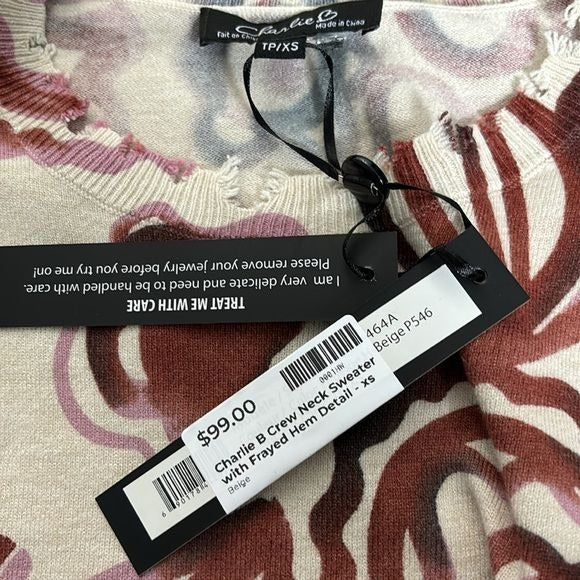 Charlie B
Fait en Chine
Made in China
TP/XS
TREAT ME WITH CARE
I am very delicate and need to be handled with care.
Please remove your jewelry before you try me on!
464A
Beige P546
$99.00
Charlie B Crew Neck Sweater
with Frayed Hem Detail - xs
Beige